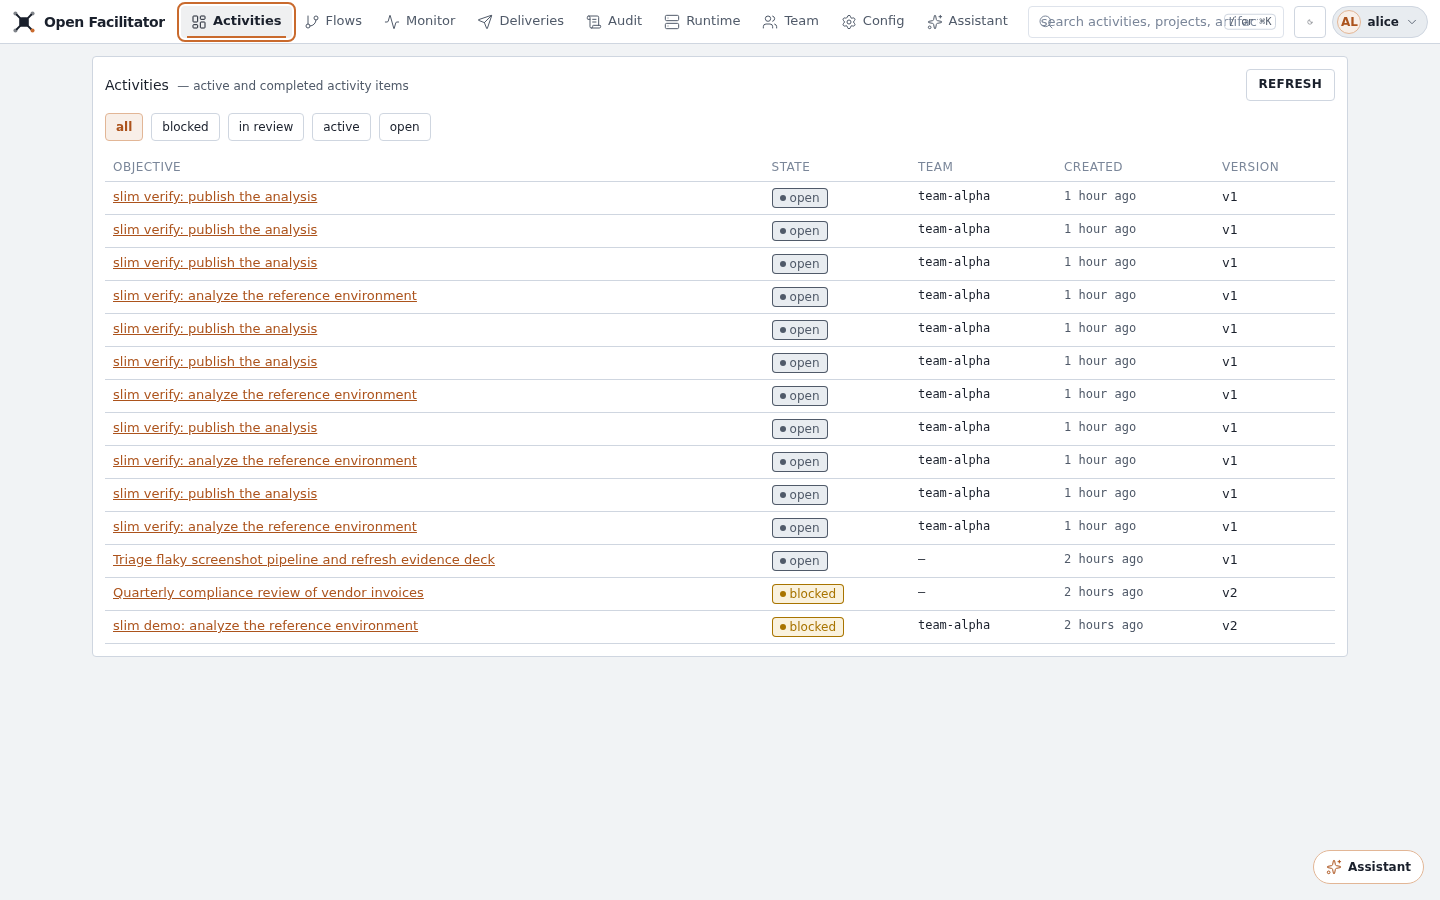 Open Facilitator Activities Flows Monitor Deliveries Audit Runtime Team Config Assistant Search activities, projects, artifac ⌘K AL alice
Activities — active and completed activity items REFRESH
all blocked in review active open
OBJECTIVE STATE TEAM CREATED VERSION
slim verify: publish the analysis open team-alpha 1 hour ago v1
slim verify: publish the analysis open team-alpha 1 hour ago v1
slim verify: publish the analysis open team-alpha 1 hour ago v1
slim verify: analyze the reference environment open team-alpha 1 hour ago v1
slim verify: publish the analysis open team-alpha 1 hour ago v1
slim verify: publish the analysis open team-alpha 1 hour ago v1
slim verify: analyze the reference environment open team-alpha 1 hour ago v1
slim verify: publish the analysis open team-alpha 1 hour ago v1
slim verify: analyze the reference environment open team-alpha 1 hour ago v1
slim verify: publish the analysis open team-alpha 1 hour ago v1
slim verify: analyze the reference environment open team-alpha 1 hour ago v1
Triage flaky screenshot pipeline and refresh evidence deck open — 2 hours ago v1
Quarterly compliance review of vendor invoices blocked — 2 hours ago v2
slim demo: analyze the reference environment blocked team-alpha 2 hours ago v2
Assistant